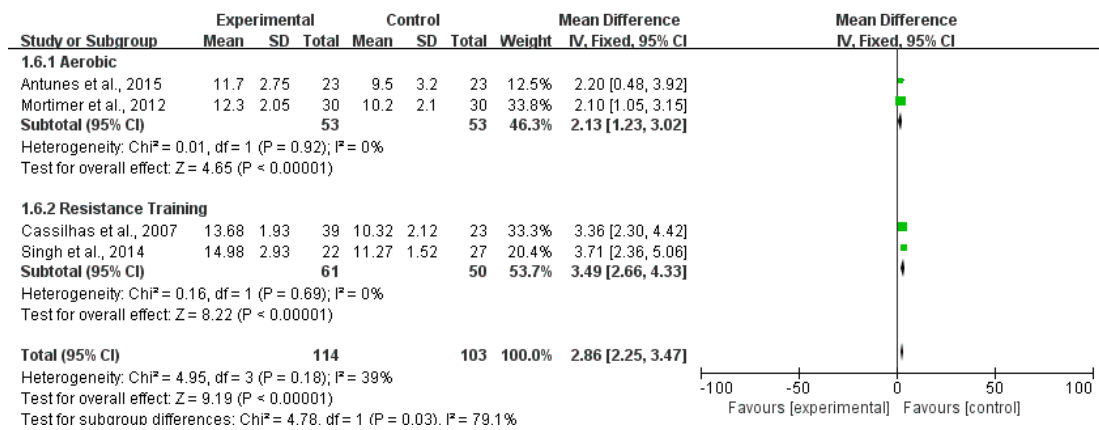 Experimental Control Mean Difference Mean Difference
Study or Subgroup Mean SD Total Mean SD Total Weight IV, Fixed, 95% CI IV, Fixed, 95% CI
1.6.1 Aerobic
Antunes et al., 2015 11.7 2.75 23 9.5 3.2 23 12.5% 2.20 [0.48, 3.92]
Mortimer et al., 2012 12.3 2.05 30 10.2 2.1 30 33.8% 2.10 [1.05, 3.15]
Subtotal (95% CI) 53 53 46.3% 2.13 [1.23, 3.02]
Heterogeneity: Chi² = 0.01, df = 1 (P = 0.92); I² = 0%
Test for overall effect: Z = 4.65 (P < 0.00001)
1.6.2 Resistance Training
Cassilhas et al., 2007 13.68 1.93 39 10.32 2.12 23 33.3% 3.36 [2.30, 4.42]
Singh et al., 2014 14.98 2.93 22 11.27 1.52 27 20.4% 3.71 [2.36, 5.06]
Subtotal (95% CI) 61 50 53.7% 3.49 [2.66, 4.33]
Heterogeneity: Chi² = 0.16, df = 1 (P = 0.69); I² = 0%
Test for overall effect: Z = 8.22 (P < 0.00001)
Total (95% CI) 114 103 100.0% 2.86 [2.25, 3.47]
Heterogeneity: Chi² = 4.95, df = 3 (P = 0.18); I² = 39%
Test for overall effect: Z = 9.19 (P < 0.00001)
Test for subgroup differences: Chi² = 4.78, df = 1 (P = 0.03), I² = 79.1%
-100 -50 0 50 100
Favours [experimental] Favours [control]